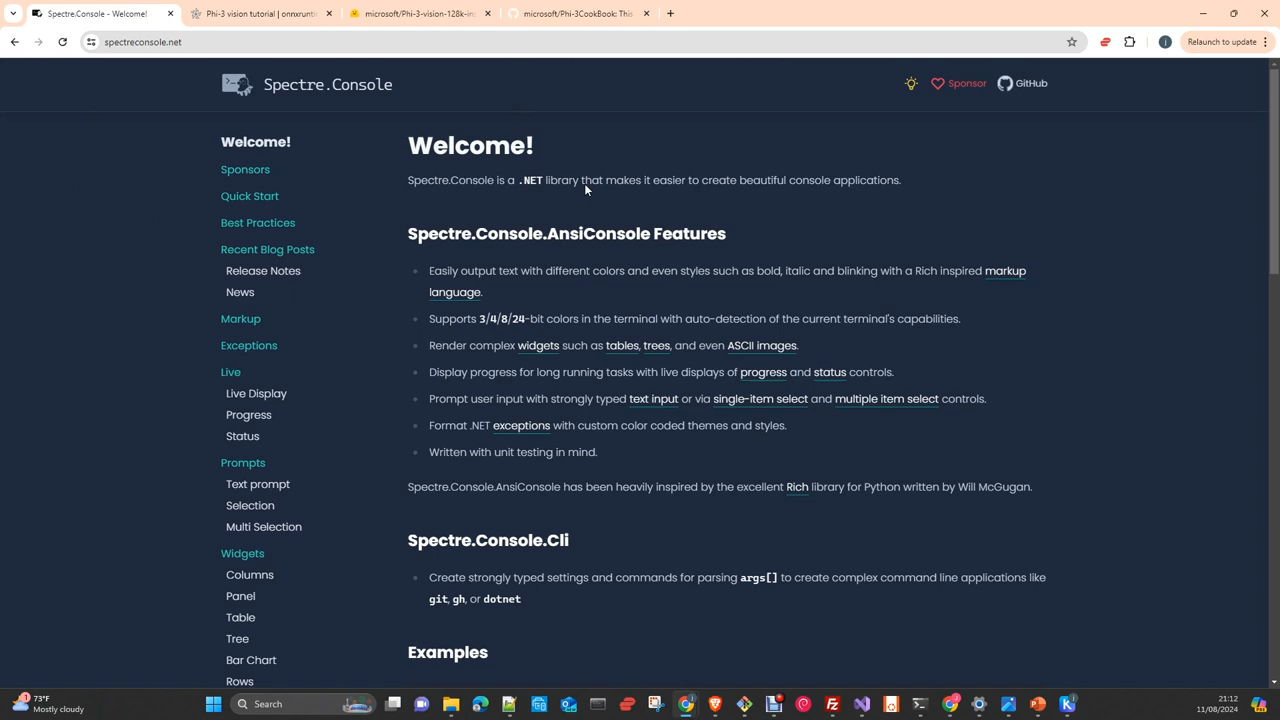 Spectre.Console - Welcome!
Phi-3 vision tutorial | onnxrunti
microsoft/Phi-3-vision-128k-ins
microsoft/Phi-3CookBook: This
spectreconsole.net
Relaunch to update
Spectre.Console
Sponsor
GitHub
Welcome!
Sponsors
Quick Start
Best Practices
Recent Blog Posts
Release Notes
News
Markup
Exceptions
Live
Live Display
Progress
Status
Prompts
Text prompt
Selection
Multi Selection
Widgets
Columns
Panel
Table
Tree
Bar Chart
Rows
Welcome!
Spectre.Console is a .NET library that makes it easier to create beautiful console applications.
Spectre.Console.AnsiConsole Features
Easily output text with different colors and even styles such as bold, italic and blinking with a Rich inspired markup
language.
Supports 3/4/8/24-bit colors in the terminal with auto-detection of the current terminal's capabilities.
Render complex widgets such as tables, trees, and even ASCII images.
Display progress for long running tasks with live displays of progress and status controls.
Prompt user input with strongly typed text input or via single-item select and multiple item select controls.
Format .NET exceptions with custom color coded themes and styles.
Written with unit testing in mind.
Spectre.Console.AnsiConsole has been heavily inspired by the excellent Rich library for Python written by Will McGugan.
Spectre.Console.Cli
Create strongly typed settings and commands for parsing args[] to create complex command line applications like
git, gh, or dotnet
Examples
73°F
Mostly cloudy
Search
21:12
11/08/2024